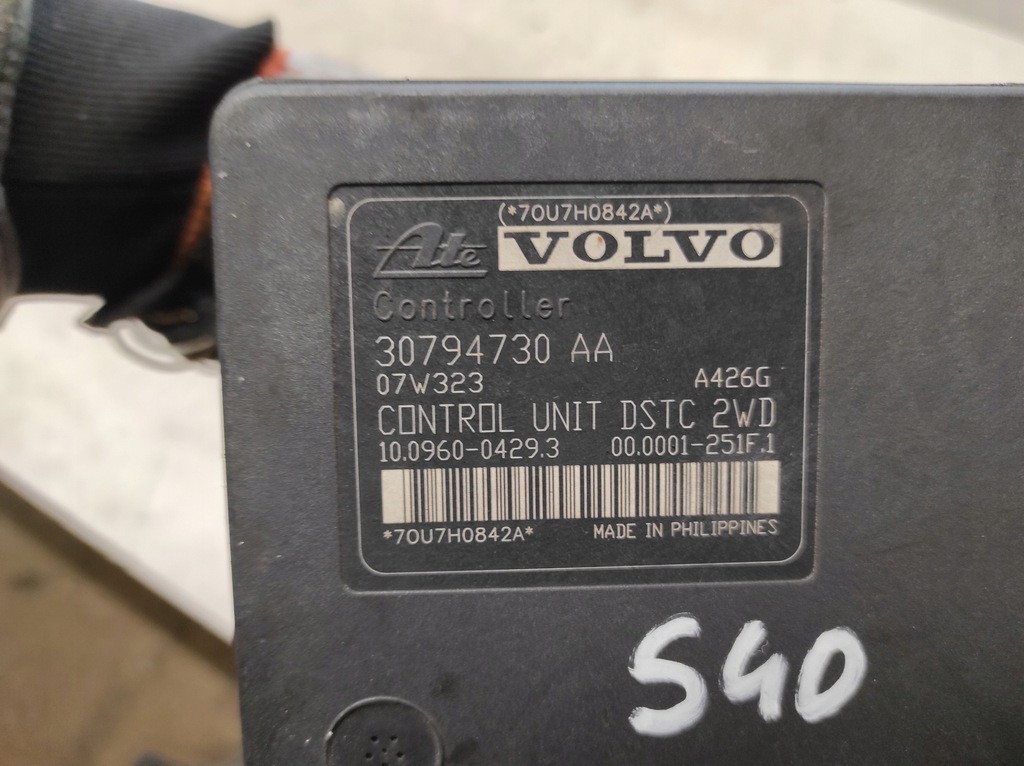 (*70U7H0842A*)
Ate VOLVO
Controller
30794730 AA
07W323 A426G
CONTROL UNIT DSTC 2WD
10.0960-0429.3 00.0001-251F.1
*70U7H0842A* MADE IN PHILIPPINES
S40